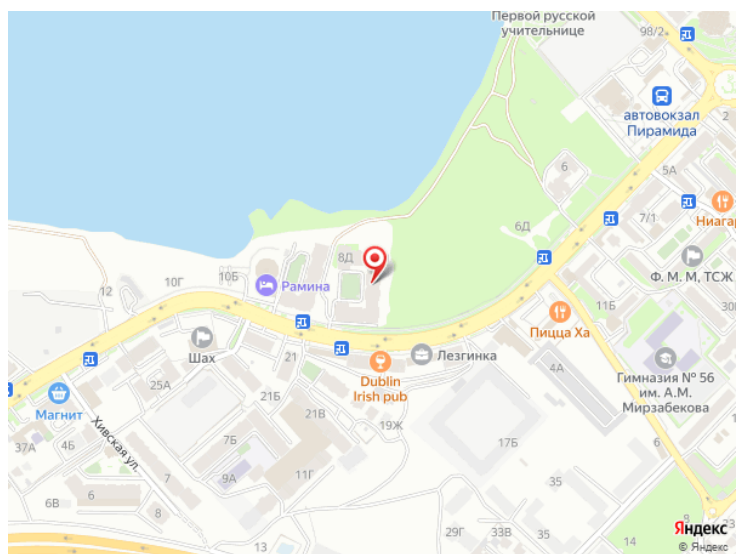 Первой русской
учительнице
98/2
автовокзал
Пирамида
2
5А
6
Ниагар
7/1
6Д
Ф. М. М, ТСЖ
8Д
10Б
10Г
Рамина
12
11Б
30
Пицца Ха
Шах
21
Лезгинка
Dublin
Irish pub
4А
Гимназия № 56
им. А.М.
Мирзабекова
25А
Магнит
21Б
21В
19Ж
Хивская ул.
37А
4Б
7Б
17Б
6
9А
11Г
35
7
6
6В
8
35
29Г
33В
13
14
8
23
Яндекс
© Яндекс